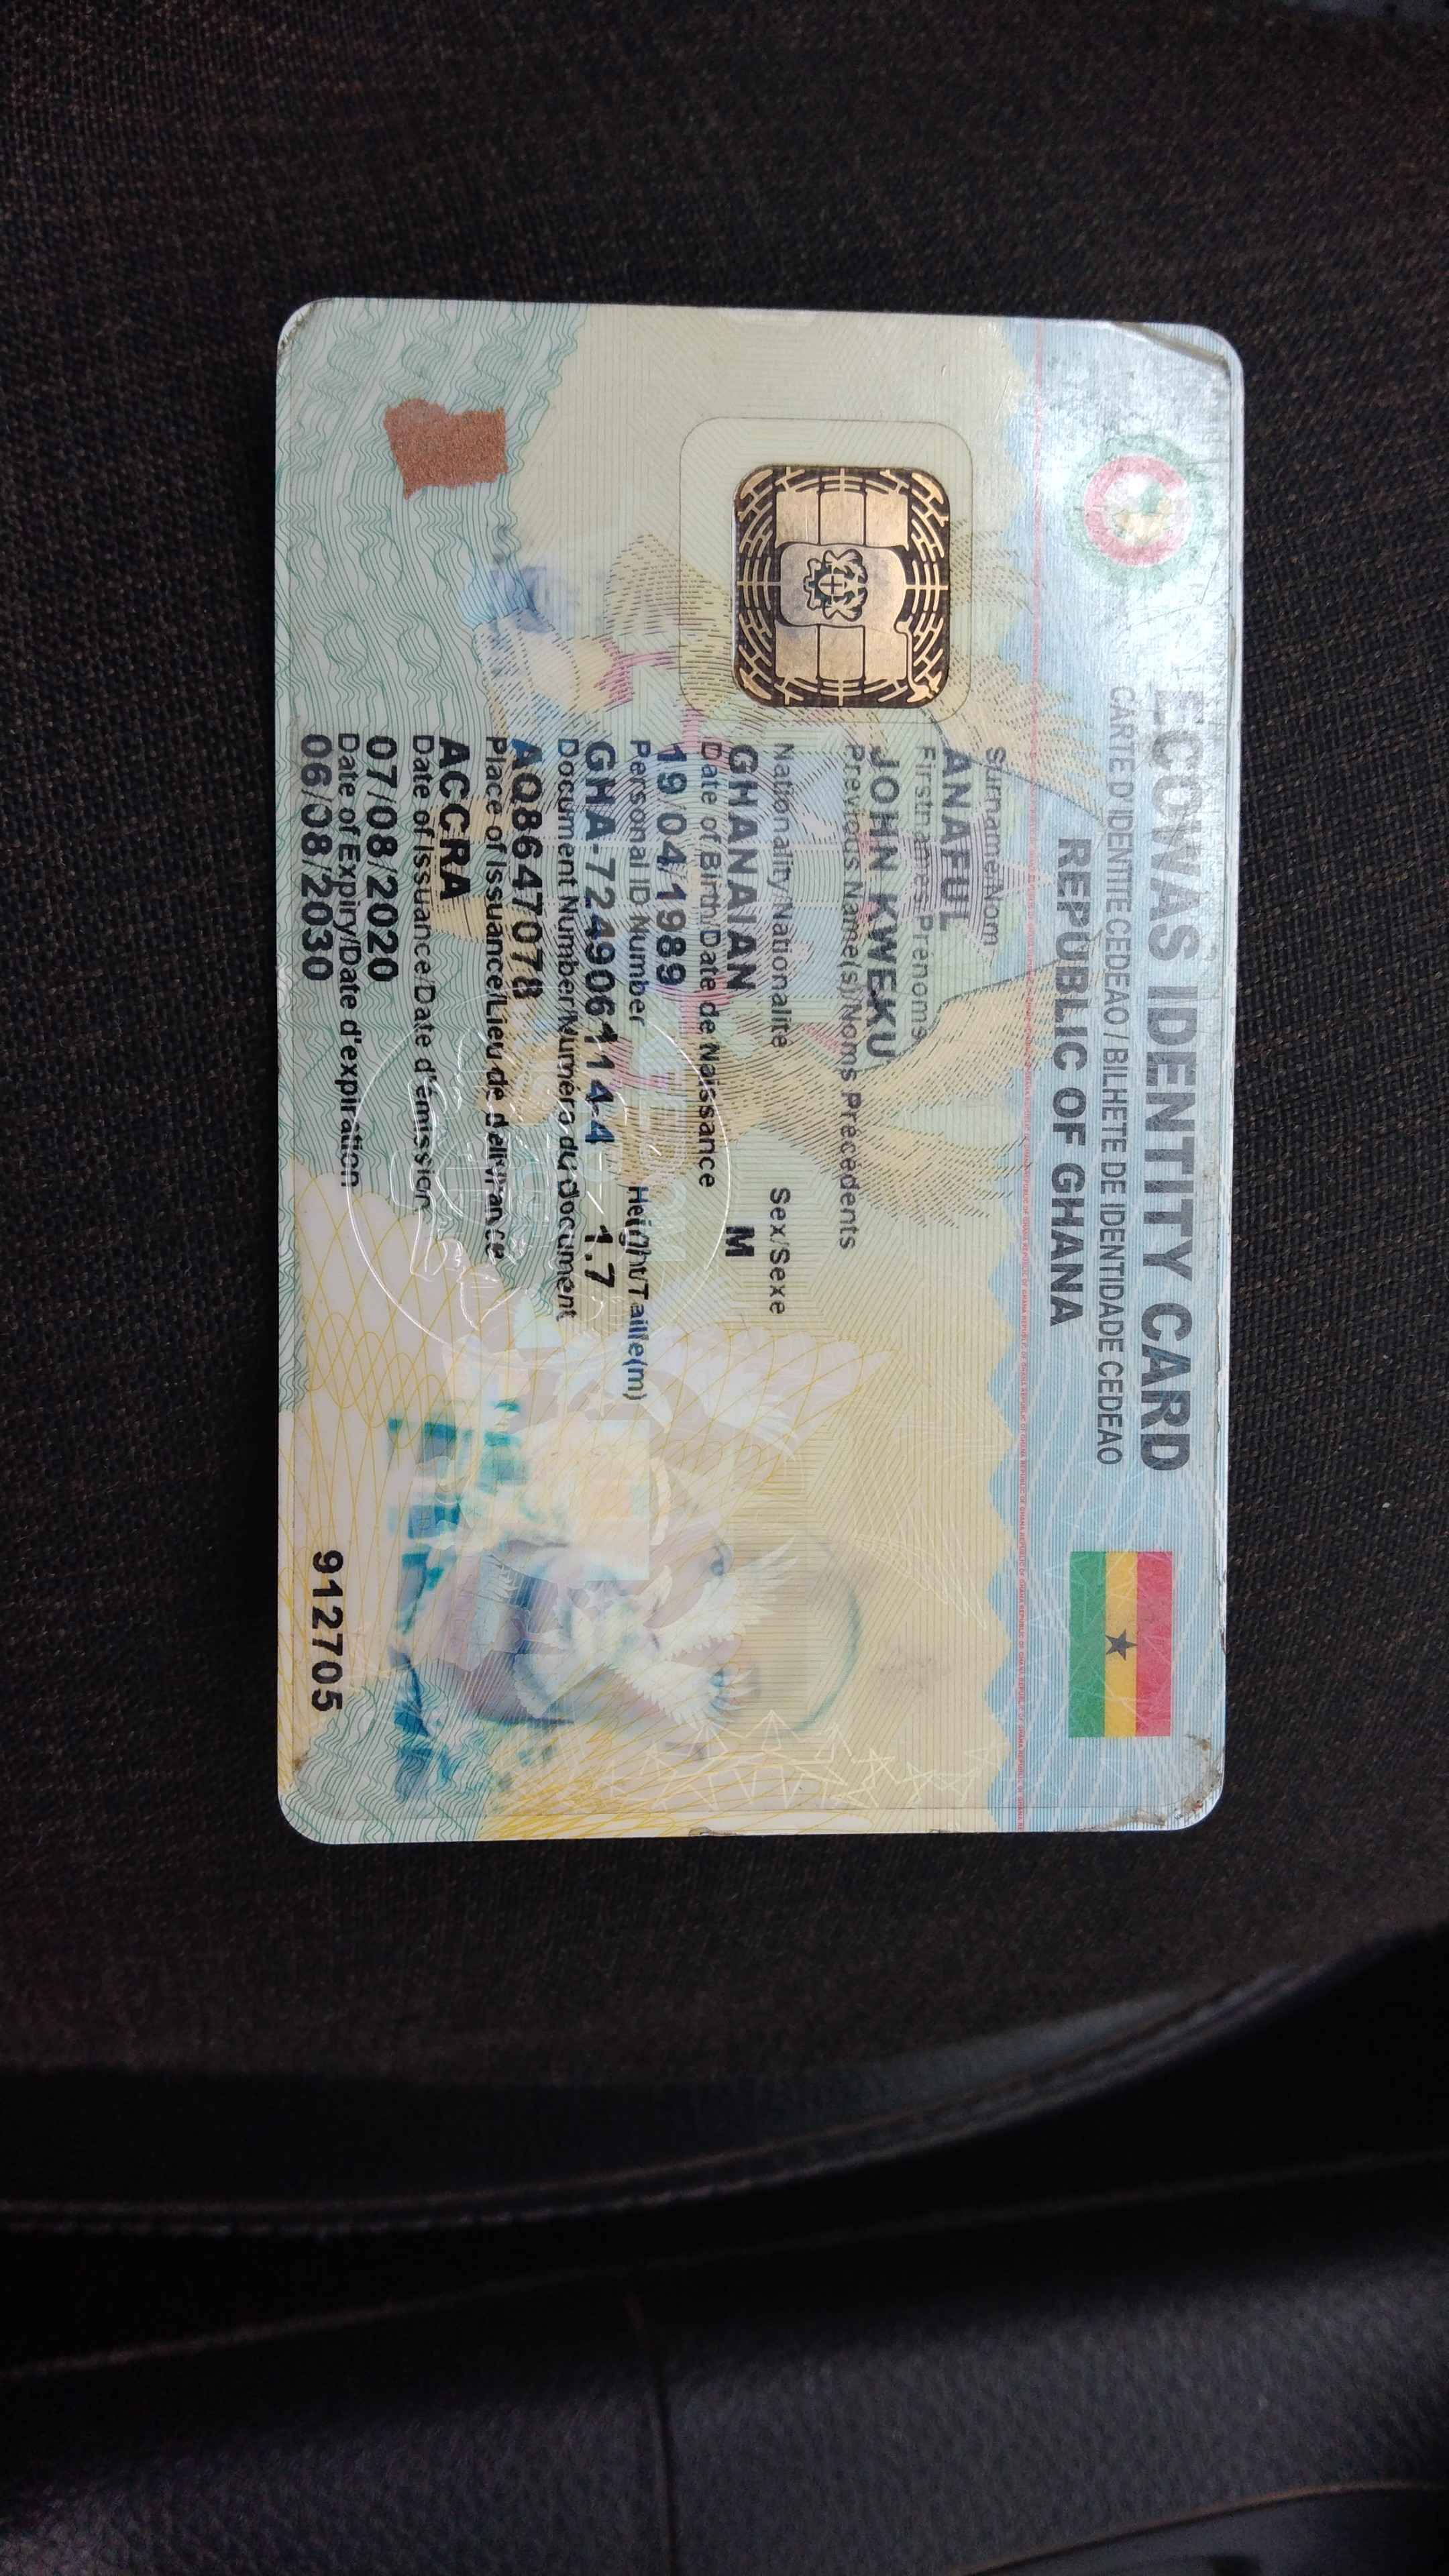 ECOWAS IDENTITY CARD
CARTE D'IDENTITE CEDEAO / BILHETE DE IDENTIDADE CEDEAO
REPUBLIC OF GHANA
Surname/Nom
ANAFUL
Firstnames/Prénoms
JOHN KWEKU
Previous Name(s)/Noms Précédents
Nationality/Nationalité Sex/Sexe
GHANAIAN M
Date of Birth/Date de Naissance
19/04/1989
Personal ID Number Height/Taille(m)
GHA-724906114-4 1.7
Document Number/Numéro du document
AQ8647078
Place of Issuance/Lieu de délivrance
ACCRA
Date of Issuance/Date d'émission
07/08/2020
Date of Expiry/Date d'expiration
06/08/2030
912705